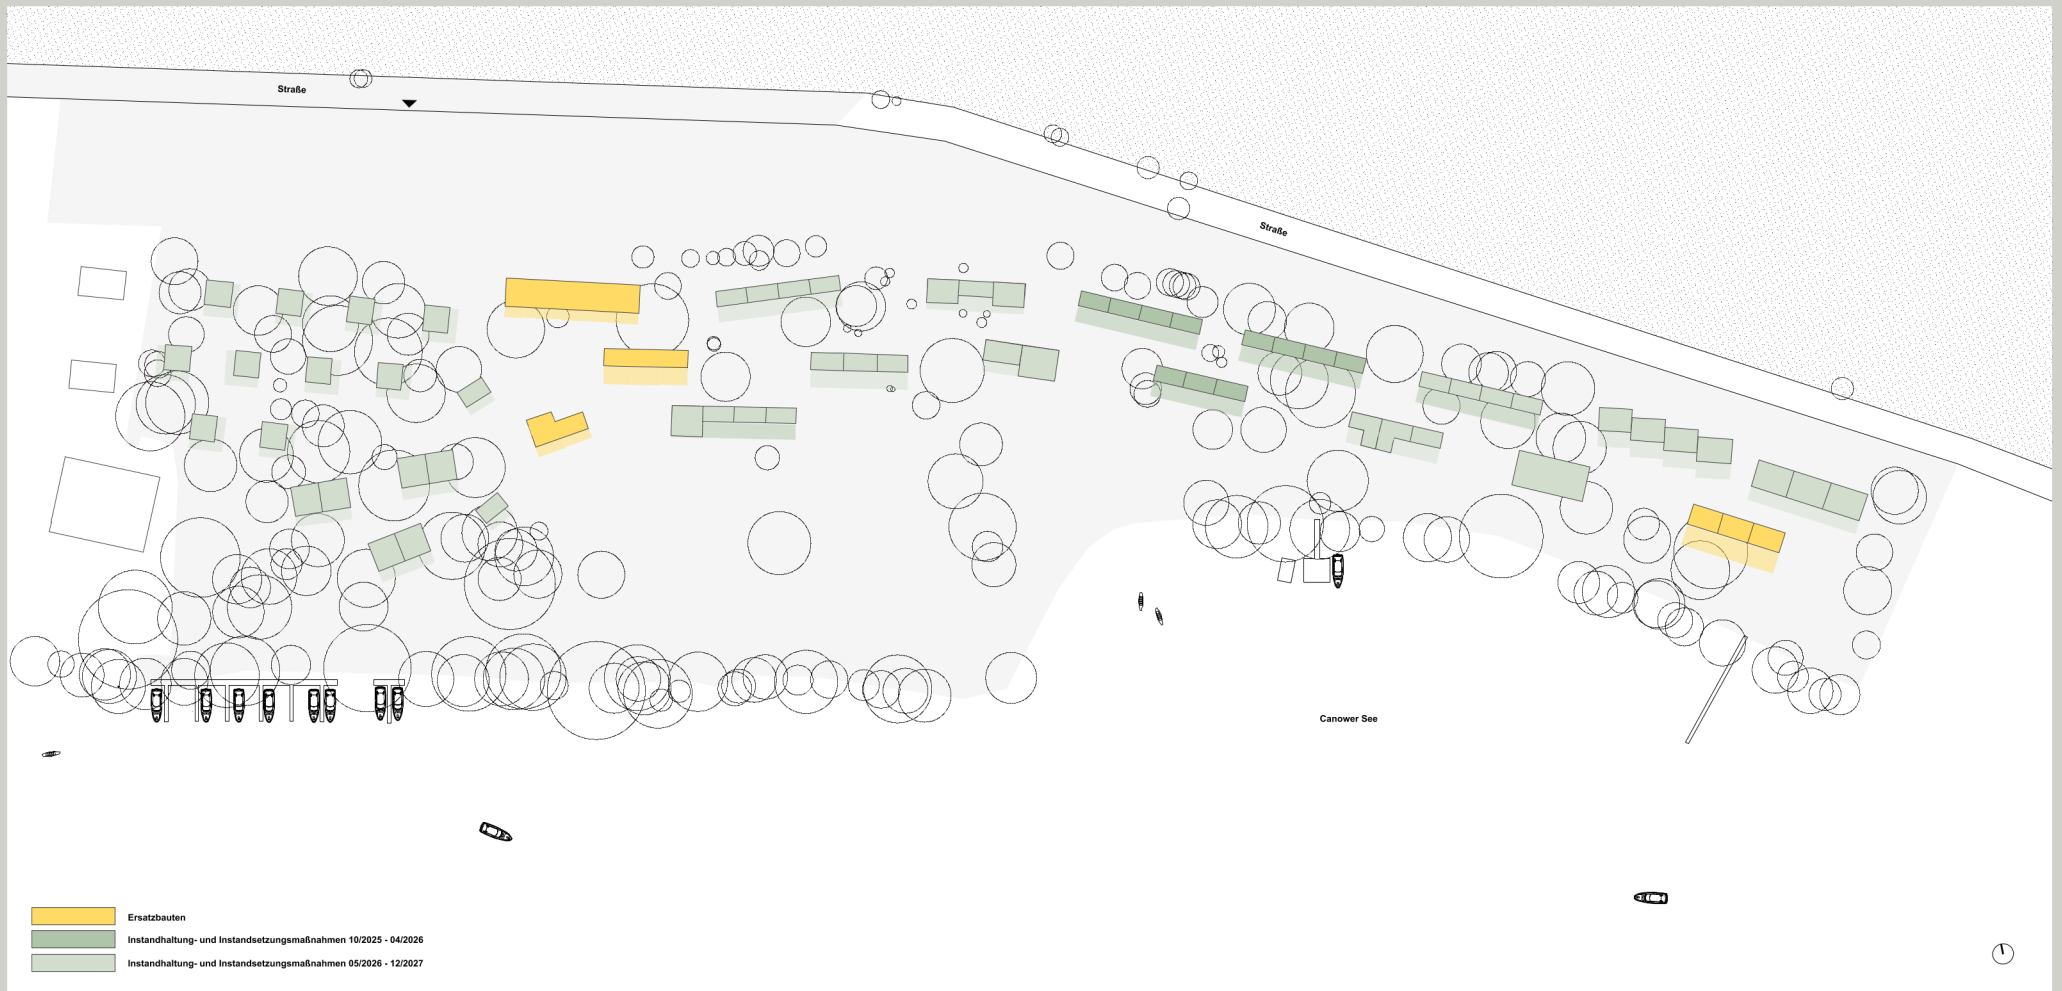 Straße
Straße
Canower See
Ersatzbauten
Instandhaltung- und Instandsetzungsmaßnahmen 10/2025 - 04/2026
Instandhaltung- und Instandsetzungsmaßnahmen 05/2026 - 12/2027